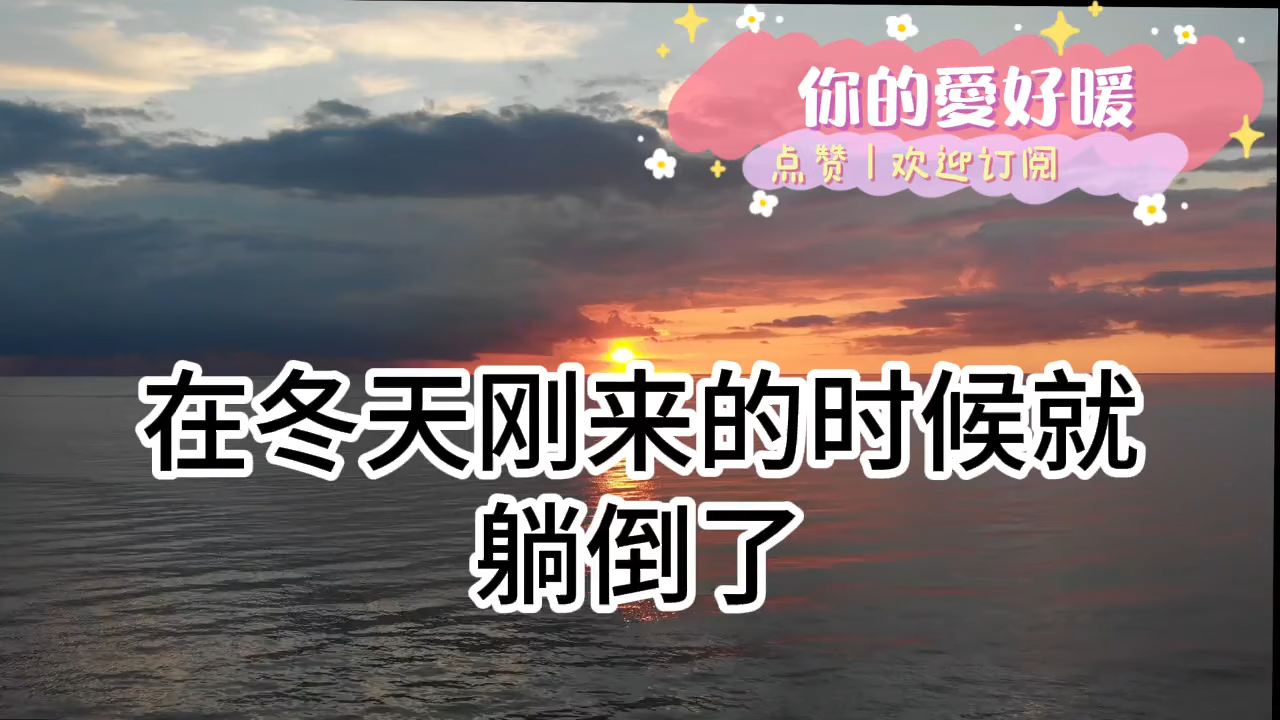 你的愛好暖
点赞 | 欢迎订阅
在冬天刚来的时候就
躺倒了